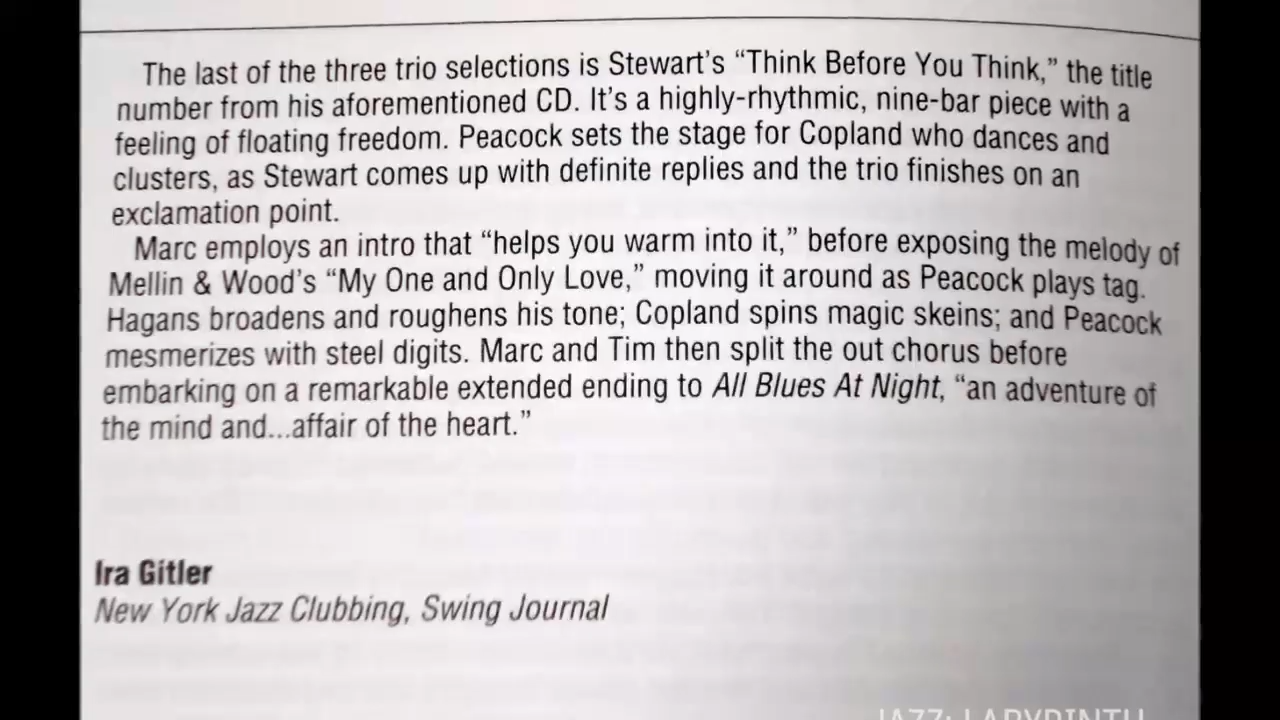 The last of the three trio selections is Stewart's “Think Before You Think,” the title
number from his aforementioned CD. It's a highly-rhythmic, nine-bar piece with a
feeling of floating freedom. Peacock sets the stage for Copland who dances and
clusters, as Stewart comes up with definite replies and the trio finishes on an
exclamation point.
Marc employs an intro that “helps you warm into it,” before exposing the melody of
Mellin & Wood's “My One and Only Love,” moving it around as Peacock plays tag.
Hagans broadens and roughens his tone; Copland spins magic skeins; and Peacock
mesmerizes with steel digits. Marc and Tim then split the out chorus before
embarking on a remarkable extended ending to All Blues At Night, “an adventure of
the mind and...affair of the heart.”
Ira Gitler
New York Jazz Clubbing, Swing Journal
JAZZ: LABYRINTH